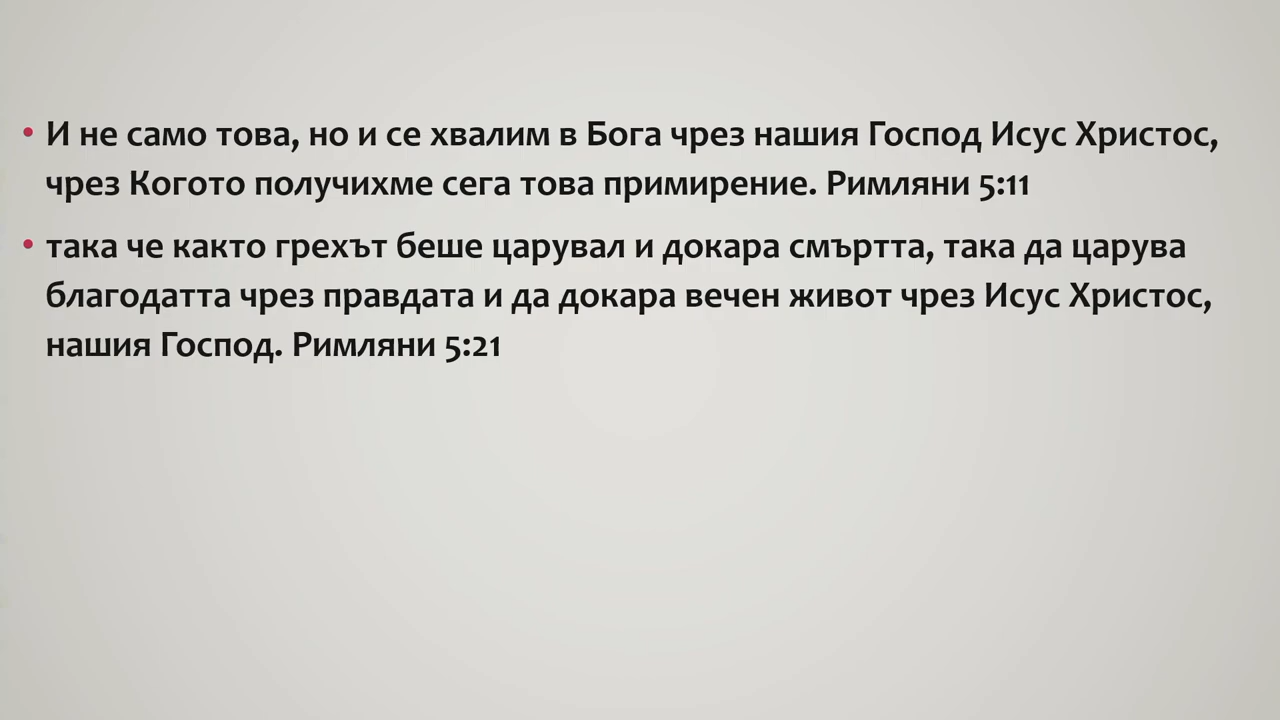 • И не само това, но и се хвалим в Бога чрез нашия Господ Исус Христос,
чрез Когото получихме сега това примирение. Римляни 5:11
• така че както грехът беше царувал и докара смъртта, така да царува
благодатта чрез правдата и да докара вечен живот чрез Исус Христос,
нашия Господ. Римляни 5:21